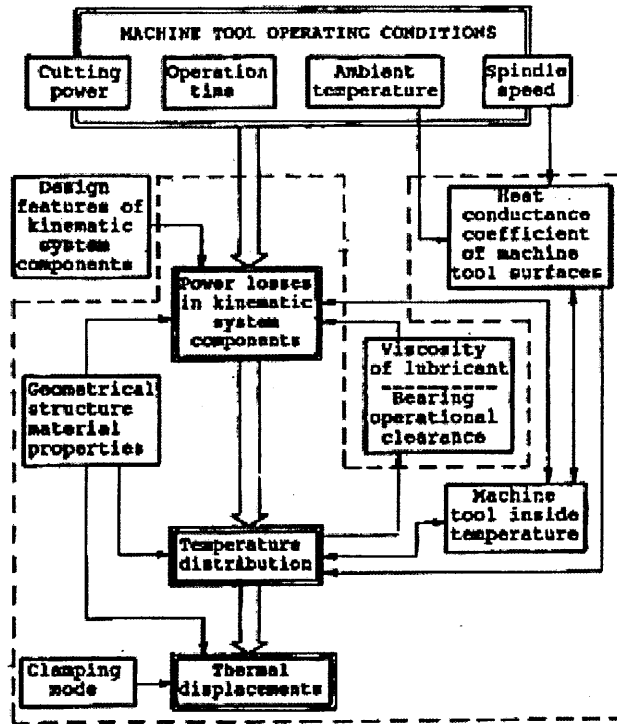 MACHINE TOOL OPERATING CONDITIONS
Cutting
power
Operation
time
Ambient
temperature
Spindle
speed
Design
features of
kinematic
system
components
Heat
conductance
coefficient
of machine
tool surfaces
Power losses
in kinematic
system
components
Viscosity
of lubricant
Bearing
operational
clearance
Geometrical
structure
material
properties
Machine
tool inside
temperature
Temperature
distribution
Clamping
mode
Thermal
displacements